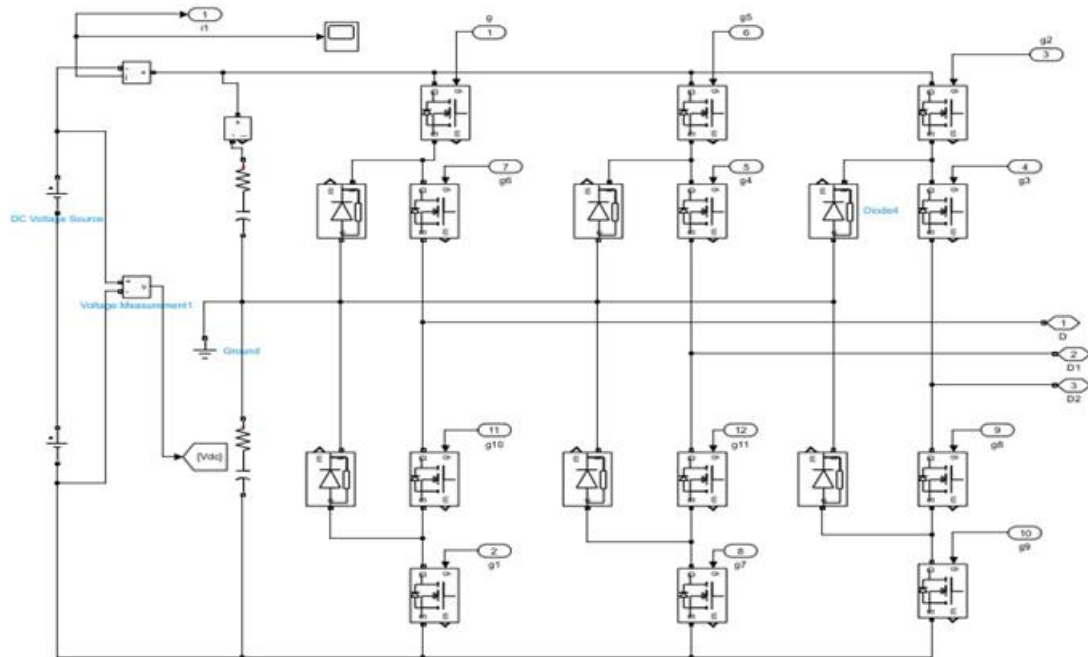 1
i1
g
1
g5
6
g2
3
7
g6
5
g4
4
g3
DC Voltage Source
Diode4
Voltage Measurement1
Ground
1
D
2
D1
3
D2
[Vdc]
11
g10
12
g11
9
g8
2
g1
8
g7
10
g9